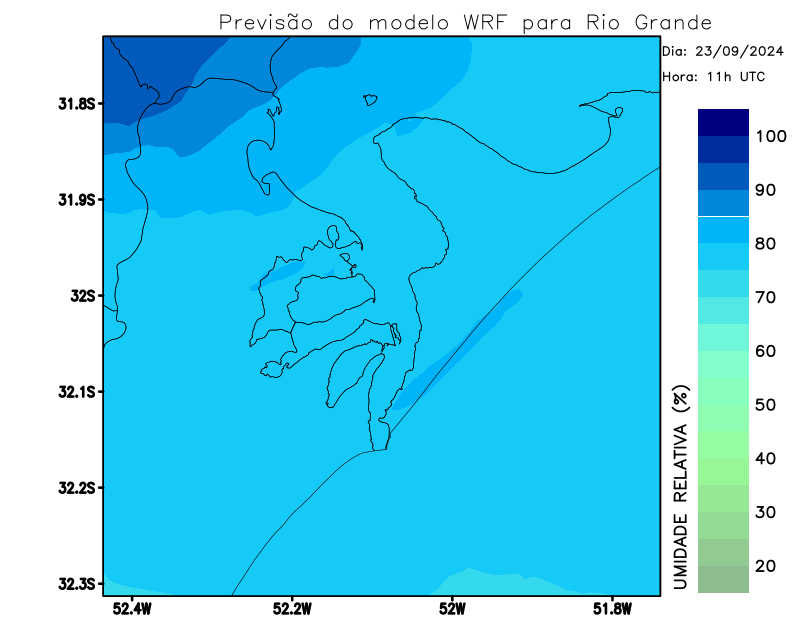 Previsão do modelo WRF para Rio Grande
Dia: 23/09/2024
Hora: 11h UTC
31.8S
31.9S
32S
32.1S
32.2S
32.3S
52.4W
52.2W
52W
51.8W
100
90
80
70
60
50
40
30
20
UMIDADE RELATIVA (%)